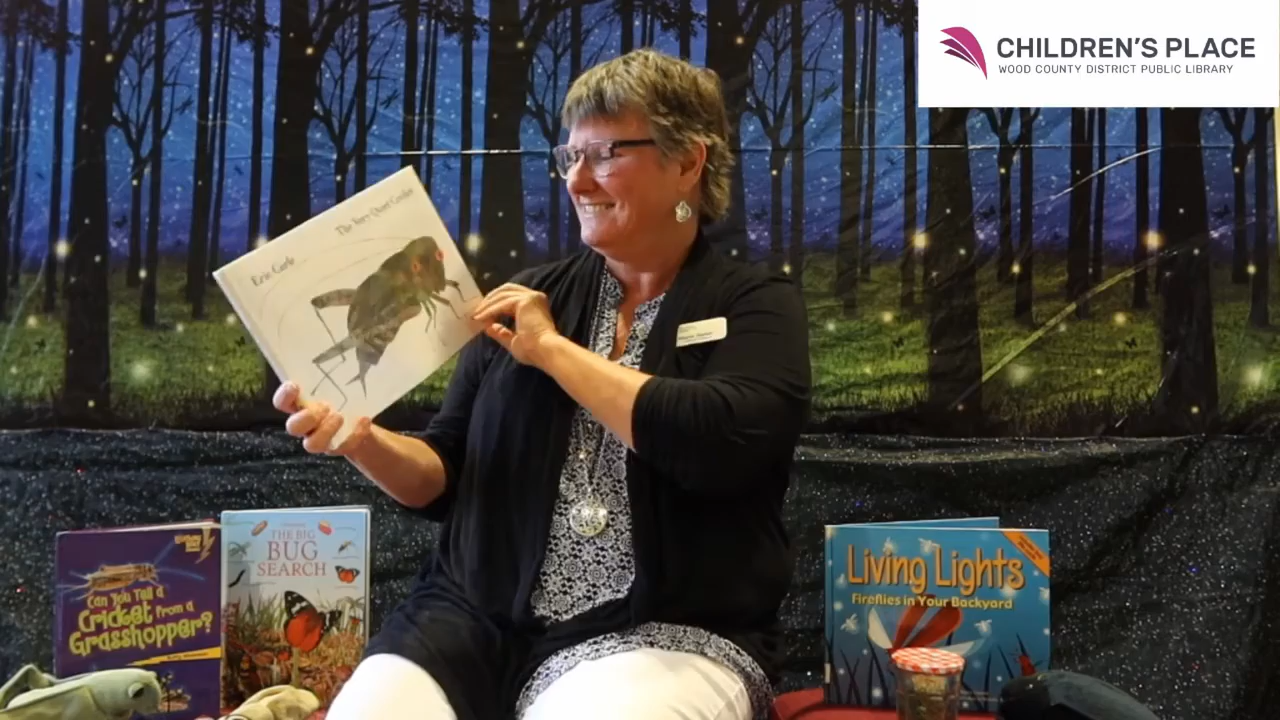 CHILDREN'S PLACE
WOOD COUNTY DISTRICT PUBLIC LIBRARY
The Very Quiet Cricket
Eric Carle
Can You Tell a
Cricket From a
Grasshopper?
THE BIG
BUG
SEARCH
Living Lights
Fireflies in Your Backyard